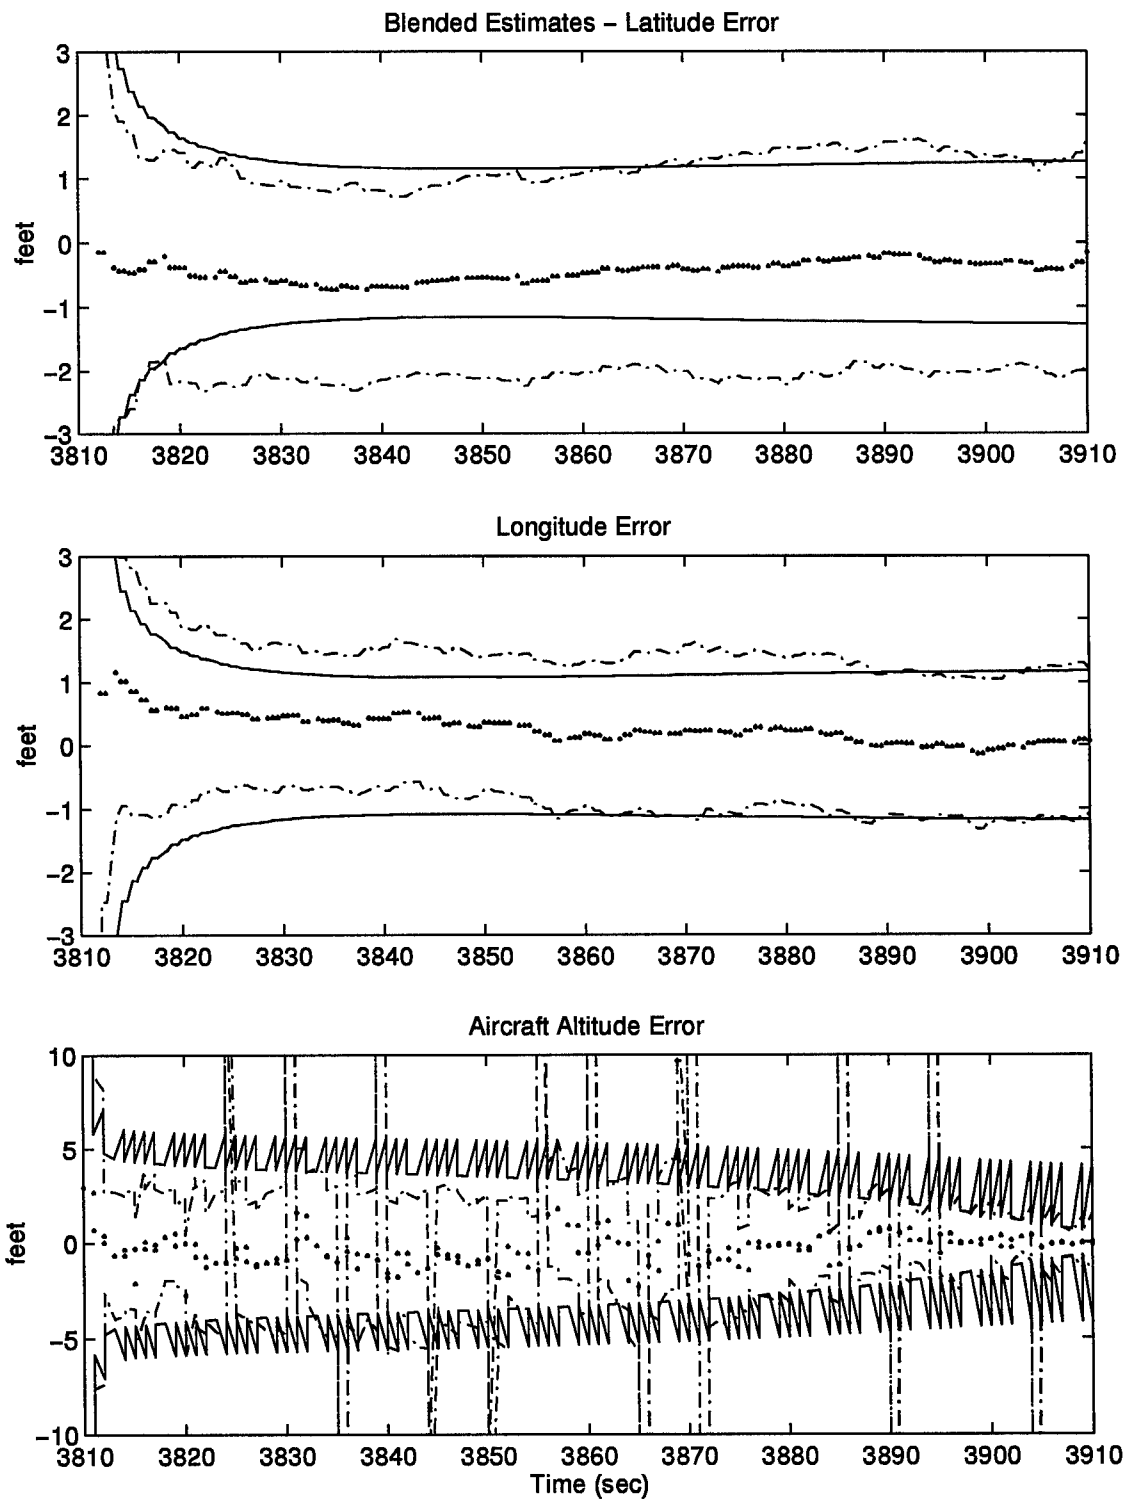 Blended Estimates – Latitude Error
3
2
1
0
−1
−2
−3
feet
3810 3820 3830 3840 3850 3860 3870 3880 3890 3900 3910
Longitude Error
3
2
1
0
−1
−2
−3
feet
3810 3820 3830 3840 3850 3860 3870 3880 3890 3900 3910
Aircraft Altitude Error
10
5
0
−5
−10
feet
3810 3820 3830 3840 3850 3860 3870 3880 3890 3900 3910
Time (sec)